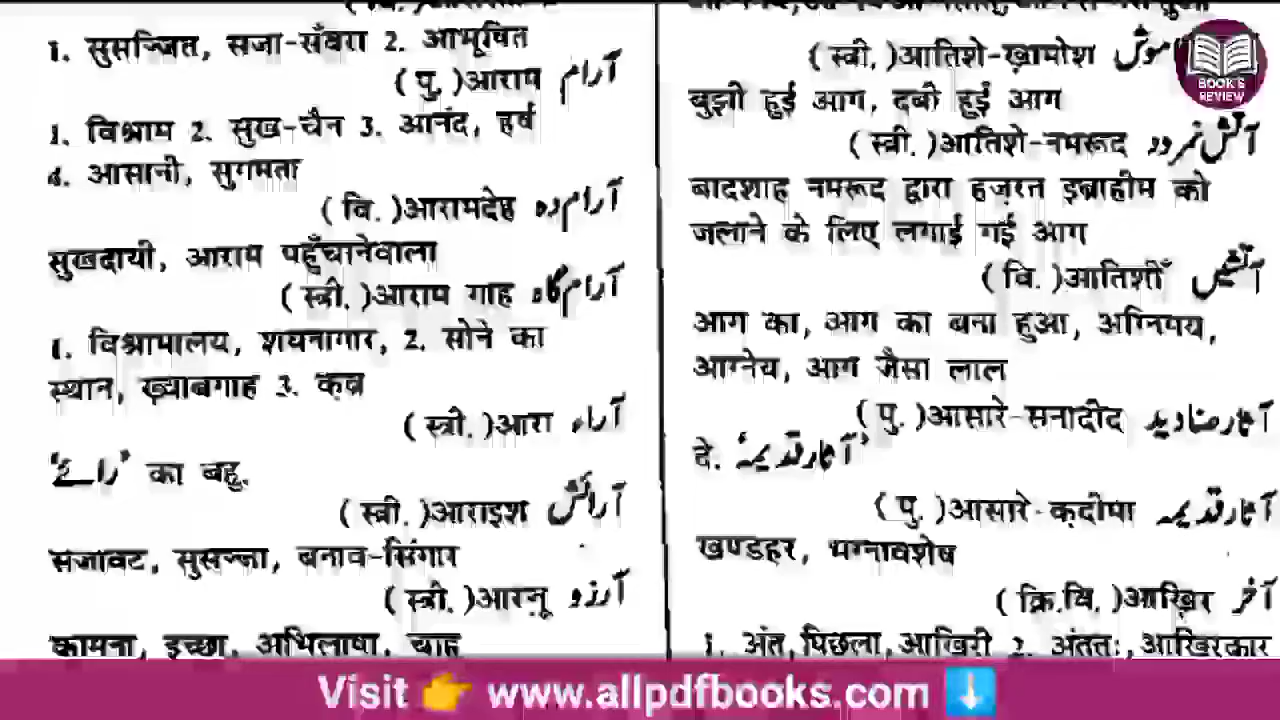 1. सुसज्जित, सजा-सँवरा 2. आभूषित
(पु.)आराम آرام
1. विश्राम 2. सुख-चैन 3. आनंद, हर्ष
4. आसानी, सुगमता
(वि.)आरामदेह آرام دہ
सुखदायी, आराम पहुँचानेवाला
(स्त्री.)आराम गाह آرام گاہ
1. विश्रामालय, शयनागार, 2. सोने का
स्थान, ख़्वाबगाह 3. क़ब्र
(स्त्री.)आरा آراء
'رائے' का बहु.
(स्त्री.)आराइश آرائش
सजावट, सुसज्जा, बनाव-सिंगार
(स्त्री.)आरज़ू آرزو
कामना, इच्छा, अभिलाषा, चाह
(स्त्री.)आतिशे-ख़ामोश
बुझी हुई आग, दबी हुई आग
(स्त्री.)आतिशे-नमरूद آتش نمرود
बादशाह नमरूद द्वारा हज़रत इब्राहीम को
जलाने के लिए लगाई गई आग
(वि.)आतिशीं آتشیں
आग का, आग का बना हुआ, अग्निमय,
आग्नेय, आग जैसा लाल
(पु.)आसारे-सनादीद آثار صنادید
दे. 'آثار قدیمہ'
(पु.)आसारे-क़दीमा آثار قدیمہ
खण्डहर, भग्नावशेष
(क्रि.वि.)आख़िर آخر
1. अंत, पिछला, आख़िरी 2. अंततः, आख़िरकार
BOOK'S
REVIEW
Visit 👉 www.allpdfbooks.com ⬇️